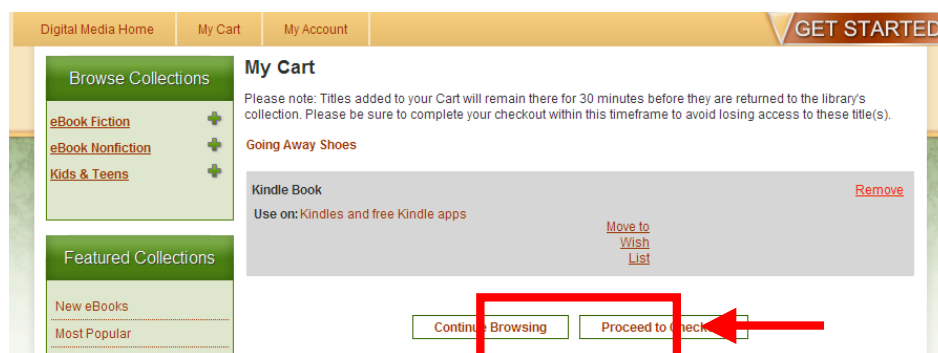 Digital Media Home My Cart My Account GET STARTED
Browse Collections
eBook Fiction
eBook Nonfiction
Kids & Teens
Featured Collections
New eBooks
Most Popular
My Cart
Please note: Titles added to your Cart will remain there for 30 minutes before they are returned to the library's
collection. Please be sure to complete your checkout within this timeframe to avoid losing access to these title(s).
Going Away Shoes
Kindle Book Remove
Use on: Kindles and free Kindle apps
Move to
Wish
List
Continue Browsing Proceed to Checkout